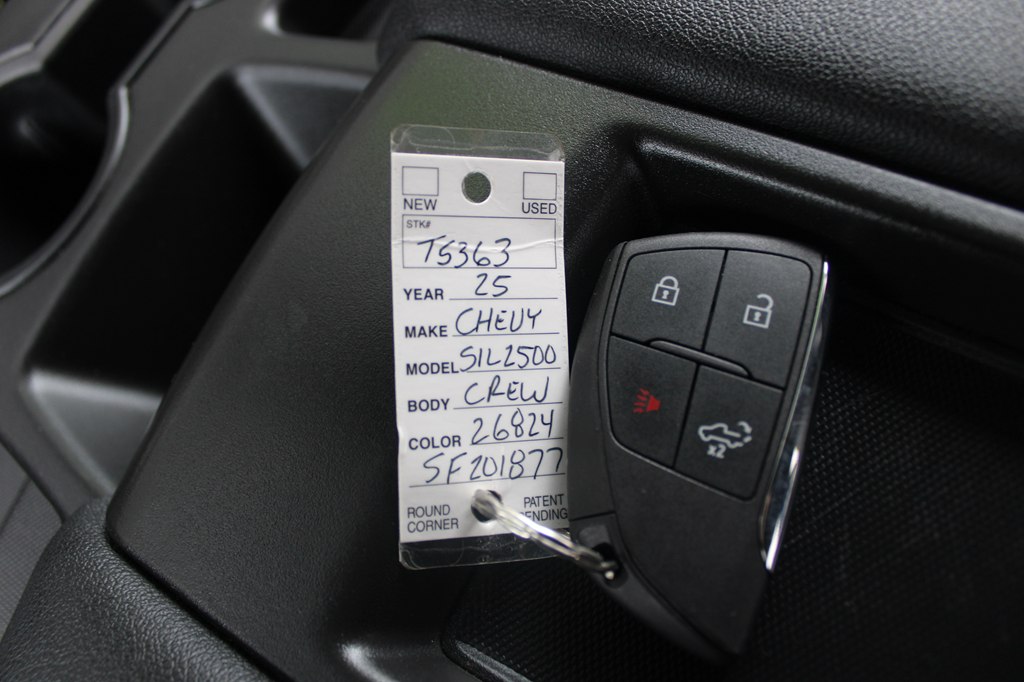 NEW USED
STK#
T5363
YEAR 25
MAKE CHEVY
MODEL SIL2500
BODY CREW
COLOR 26824
SF201877
ROUND CORNER
PATENT PENDING
x2